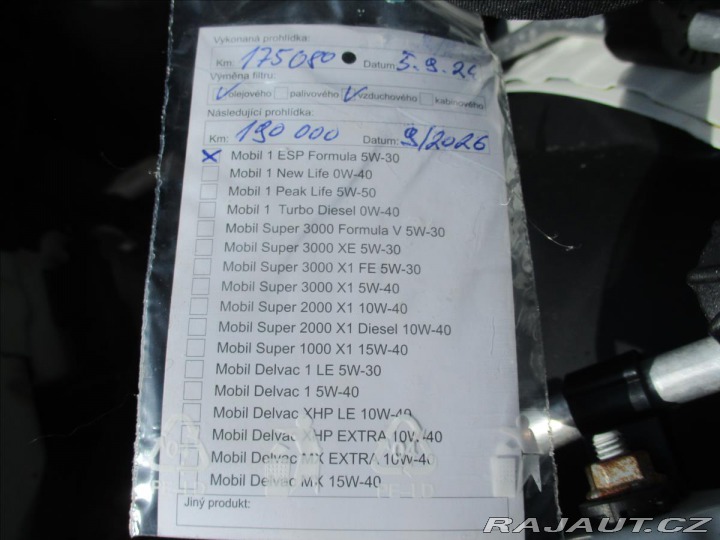 Vykonaná prohlídka:
Km: 175080 Datum: 5.9.24
Výměna filtru:
olejového palivového vzduchového kabinového
Následující prohlídka:
Km: 190 000 Datum: 9/2026
Mobil 1 ESP Formula 5W-30
Mobil 1 New Life 0W-40
Mobil 1 Peak Life 5W-50
Mobil 1 Turbo Diesel 0W-40
Mobil Super 3000 Formula V 5W-30
Mobil Super 3000 XE 5W-30
Mobil Super 3000 X1 FE 5W-30
Mobil Super 3000 X1 5W-40
Mobil Super 2000 X1 10W-40
Mobil Super 2000 X1 Diesel 10W-40
Mobil Super 1000 X1 15W-40
Mobil Delvac 1 LE 5W-30
Mobil Delvac 1 5W-40
Mobil Delvac XHP LE 10W-40
Mobil Delvac XHP EXTRA 10W-40
Mobil Delvac MX EXTRA 10W-40
Mobil Delvac MX 15W-40
Jiný produkt:
RAJAUT.CZ